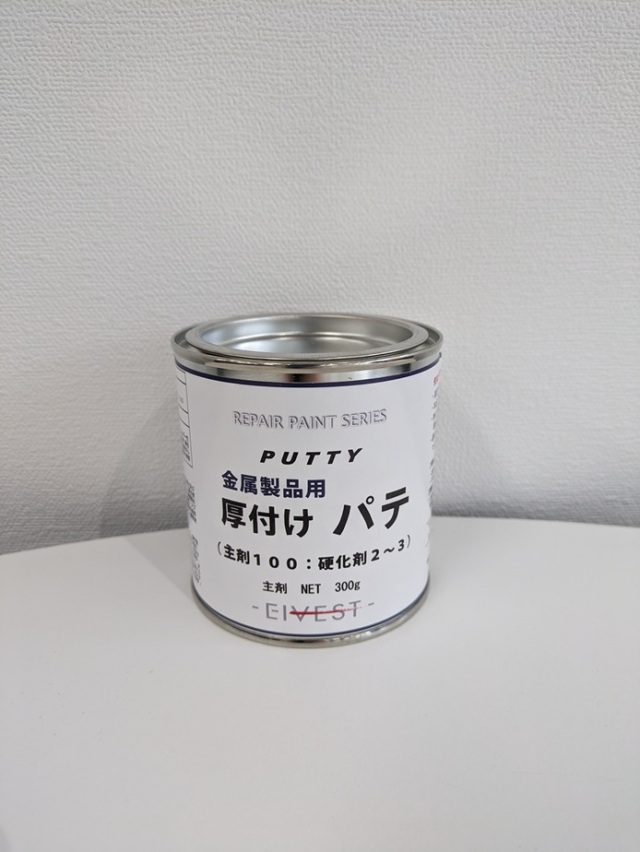 REPAIR PAINT SERIES
PUTTY
金属製品用
厚付け パテ
(主剤100:硬化剤2~3)
主剤 NET 300g
-EIVEST-